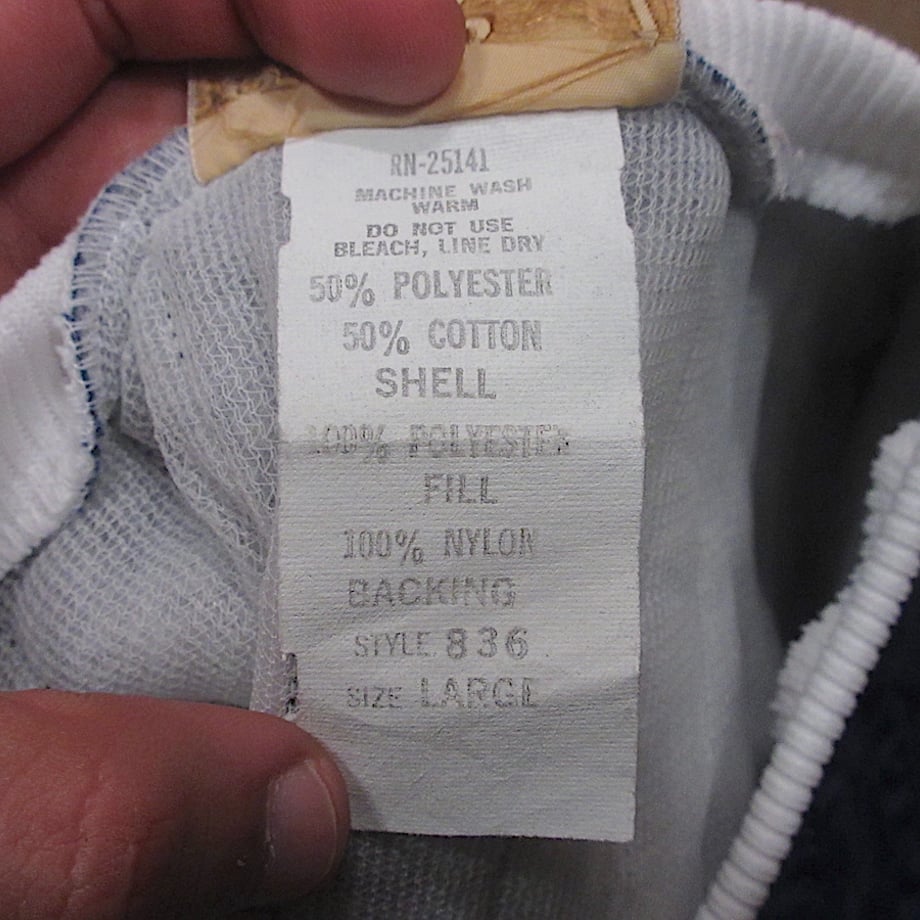 RN-25141
MACHINE WASH
WARM
DO NOT USE
BLEACH, LINE DRY
50% POLYESTER
50% COTTON
SHELL
100% POLYESTER
FILL
100% NYLON
BACKING
STYLE 836
SIZE LARGE